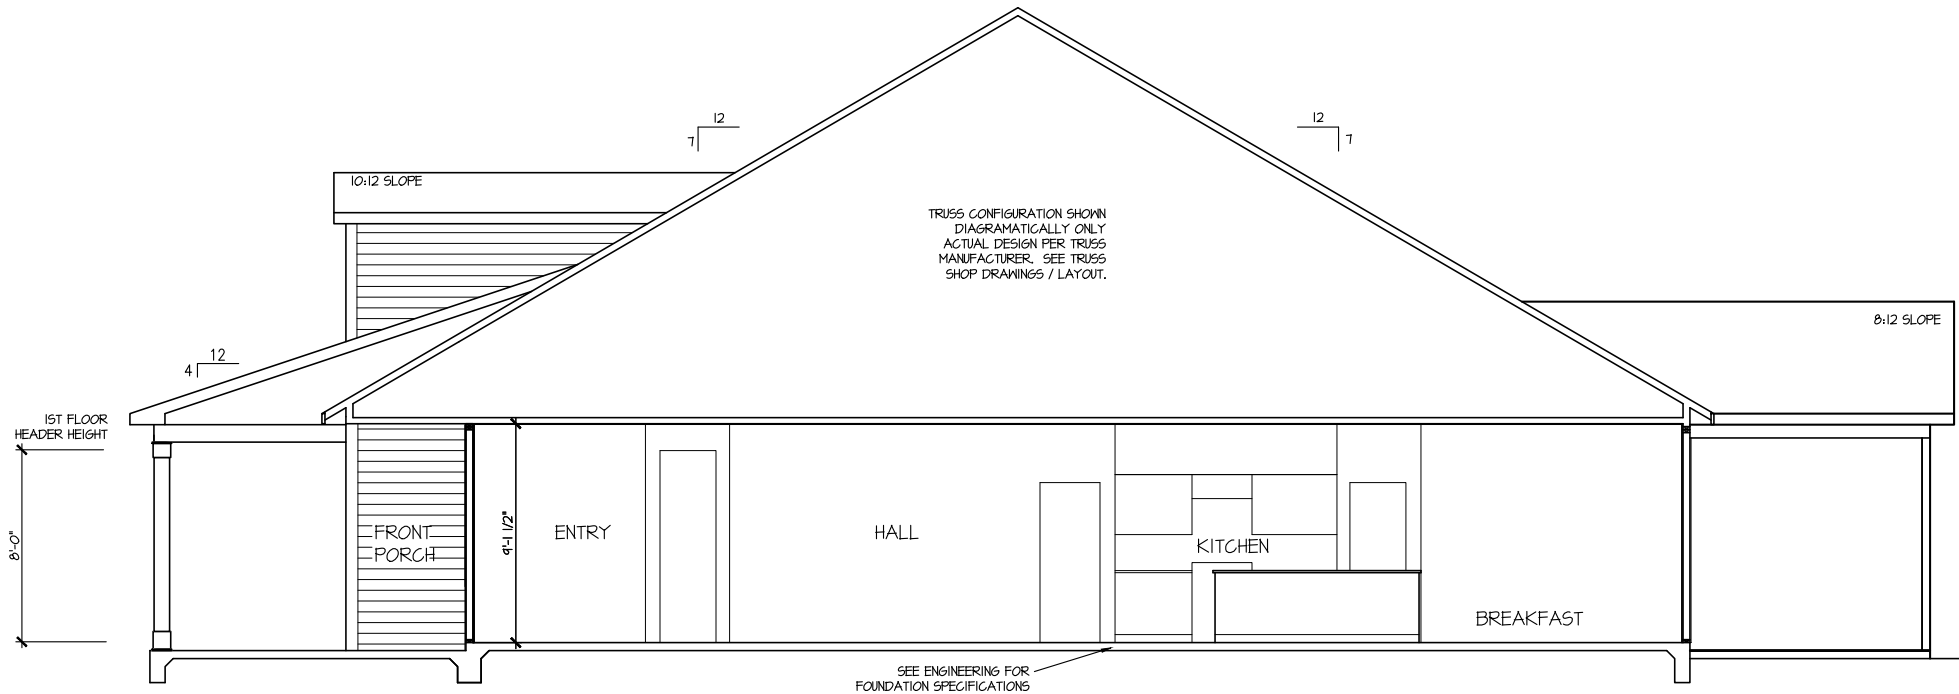 12
7
12
7
10:12 SLOPE
TRUSS CONFIGURATION SHOWN
DIAGRAMATICALLY ONLY
ACTUAL DESIGN PER TRUSS
MANUFACTURER. SEE TRUSS
SHOP DRAWINGS / LAYOUT.
8:12 SLOPE
12
4
1ST FLOOR
HEADER HEIGHT
8'-0"
FRONT
PORCH
9'-1 1/2"
ENTRY
HALL
KITCHEN
BREAKFAST
SEE ENGINEERING FOR
FOUNDATION SPECIFICATIONS